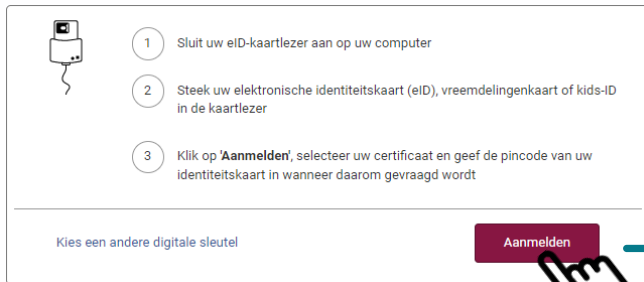 1 Sluit uw eID-kaartlezer aan op uw computer
2 Steek uw elektronische identiteitskaart (eID), vreemdelingenkaart of kids-ID
in de kaartlezer
3 Klik op 'Aanmelden', selecteer uw certificaat en geef de pincode van uw
identiteitskaart in wanneer daarom gevraagd wordt
Kies een andere digitale sleutel
Aanmelden